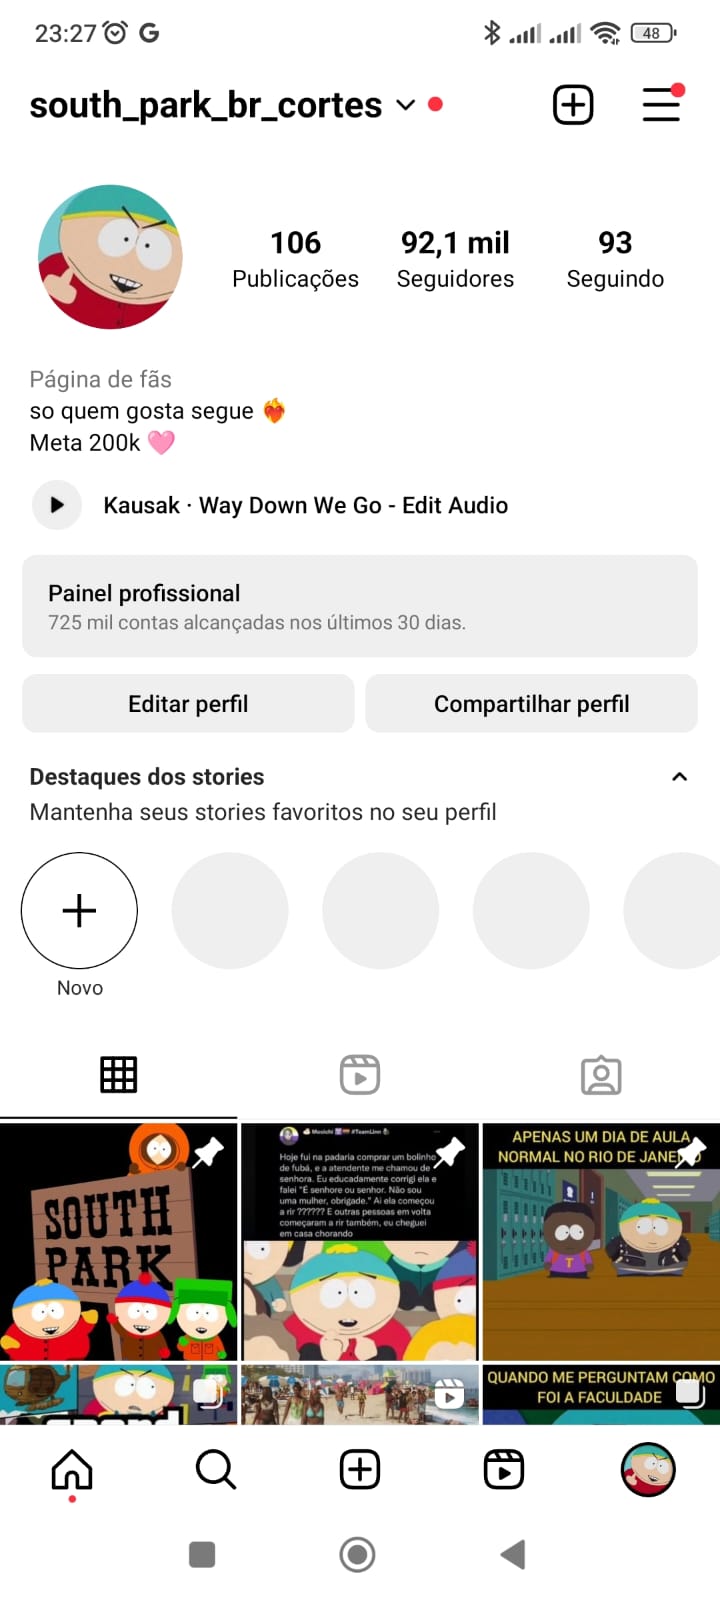 23:27
48
south_park_br_cortes
106
92,1 mil
93
Publicações
Seguidores
Seguindo
Página de fãs
so quem gosta segue ❤️‍🔥
Meta 200k 🩷
Kausak · Way Down We Go - Edit Audio
Painel profissional
725 mil contas alcançadas nos últimos 30 dias.
Editar perfil
Compartilhar perfil
Destaques dos stories
Mantenha seus stories favoritos no seu perfil
Novo
SOUTH
PARK
#TeamLinn
Hoje fui na padaria comprar um bolinho
de fubá, e a atendente me chamou de
senhora. Eu educadamente corrigi ela e
falei "É senhore ou senhor. Não sou
uma mulher, obrigade." Ai ela começou
a rir ?????? E outras pessoas em volta
começaram a rir também, eu cheguei
em casa chorando
APENAS UM DIA DE AULA
NORMAL NO RIO DE
T
QUANDO ME PERGUNTAM COMO
FOI A FACULDADE